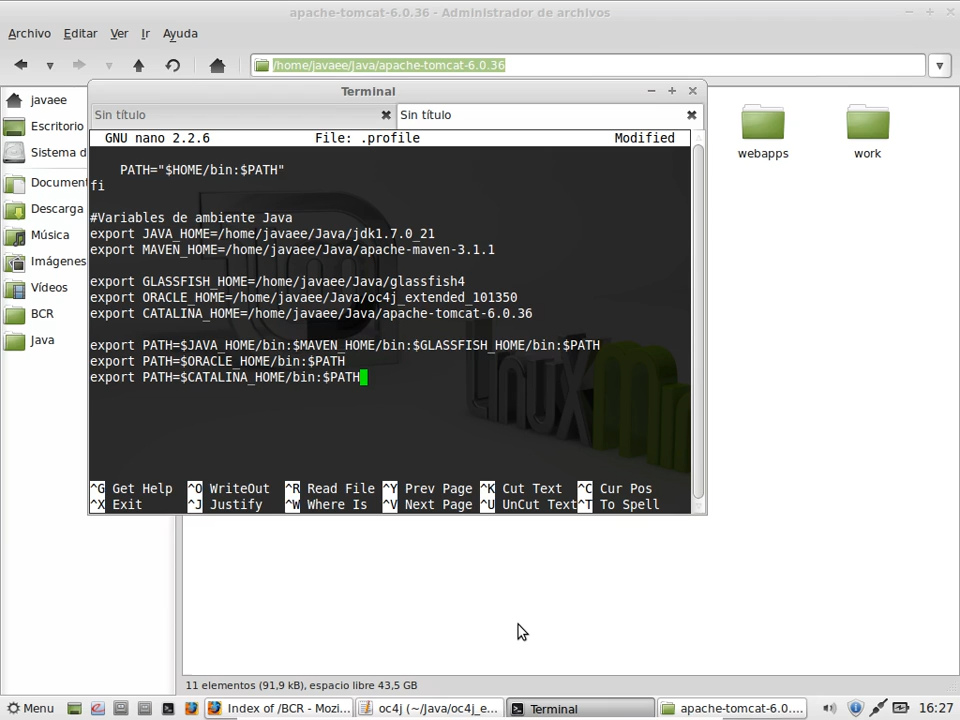 apache-tomcat-6.0.36 - Administrador de archivos
Archivo Editar Ver Ir Ayuda
/home/javaee/Java/apache-tomcat-6.0.36
javaee
Escritorio
Sistema d
Document
Descarga
Música
Imágenes
Vídeos
BCR
Java
webapps
work
Terminal
Sin título
Sin título
GNU nano 2.2.6 File: .profile Modified
PATH="$HOME/bin:$PATH"
fi
#Variables de ambiente Java
export JAVA_HOME=/home/javaee/Java/jdk1.7.0_21
export MAVEN_HOME=/home/javaee/Java/apache-maven-3.1.1
export GLASSFISH_HOME=/home/javaee/Java/glassfish4
export ORACLE_HOME=/home/javaee/Java/oc4j_extended_101350
export CATALINA_HOME=/home/javaee/Java/apache-tomcat-6.0.36
export PATH=$JAVA_HOME/bin:$MAVEN_HOME/bin:$GLASSFISH_HOME/bin:$PATH
export PATH=$ORACLE_HOME/bin:$PATH
export PATH=$CATALINA_HOME/bin:$PATH
^G Get Help ^O WriteOut ^R Read File ^Y Prev Page ^K Cut Text ^C Cur Pos
^X Exit ^J Justify ^W Where Is ^V Next Page ^U UnCut Text ^T To Spell
11 elementos (91,9 kB), espacio libre 43,5 GB
Menu Index of /BCR - Mozi... oc4j (~/Java/oc4j_e... Terminal apache-tomcat-6.0.... 16:27